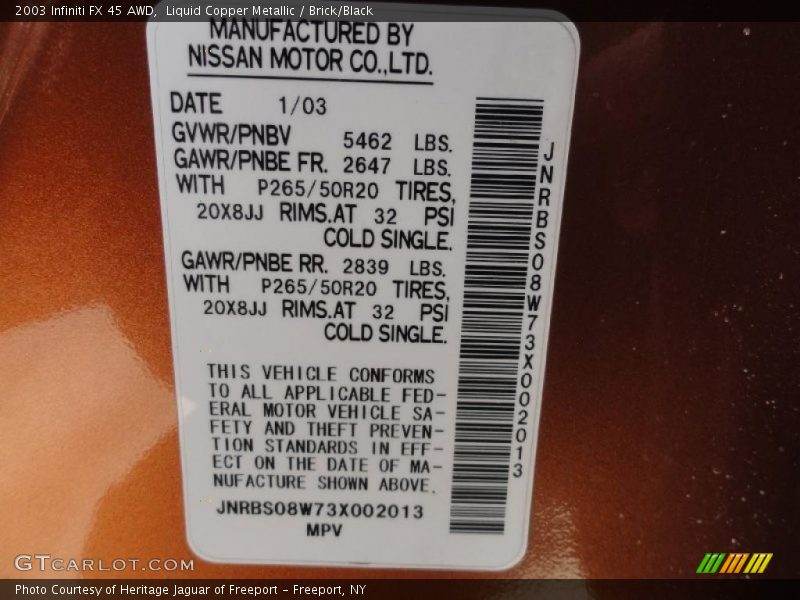 2003 Infiniti FX 45 AWD,  Liquid Copper Metallic / Brick/Black
MANUFACTURED BY
NISSAN MOTOR CO.,LTD.
DATE 1/03
GVWR/PNBV 5462 LBS.
GAWR/PNBE FR. 2647 LBS.
WITH P265/50R20 TIRES,
20X8JJ RIMS.AT 32 PSI
COLD SINGLE.
GAWR/PNBE RR. 2839 LBS.
WITH P265/50R20 TIRES,
20X8JJ RIMS.AT 32 PSI
COLD SINGLE.
THIS VEHICLE CONFORMS
TO ALL APPLICABLE FED-
ERAL MOTOR VEHICLE SA-
FETY AND THEFT PREVEN-
TION STANDARDS IN EFF-
ECT ON THE DATE OF MA-
NUFACTURE SHOWN ABOVE.
JNRBS08W73X002013
MPV
JNRBS08W73X002013
GTCARLOT.COM
Photo Courtesy of Heritage Jaguar of Freeport - Freeport, NY